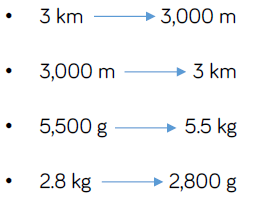 • 3 km ⟶ 3,000 m
• 3,000 m ⟶ 3 km
• 5,500 g ⟶ 5.5 kg
• 2.8 kg ⟶ 2,800 g